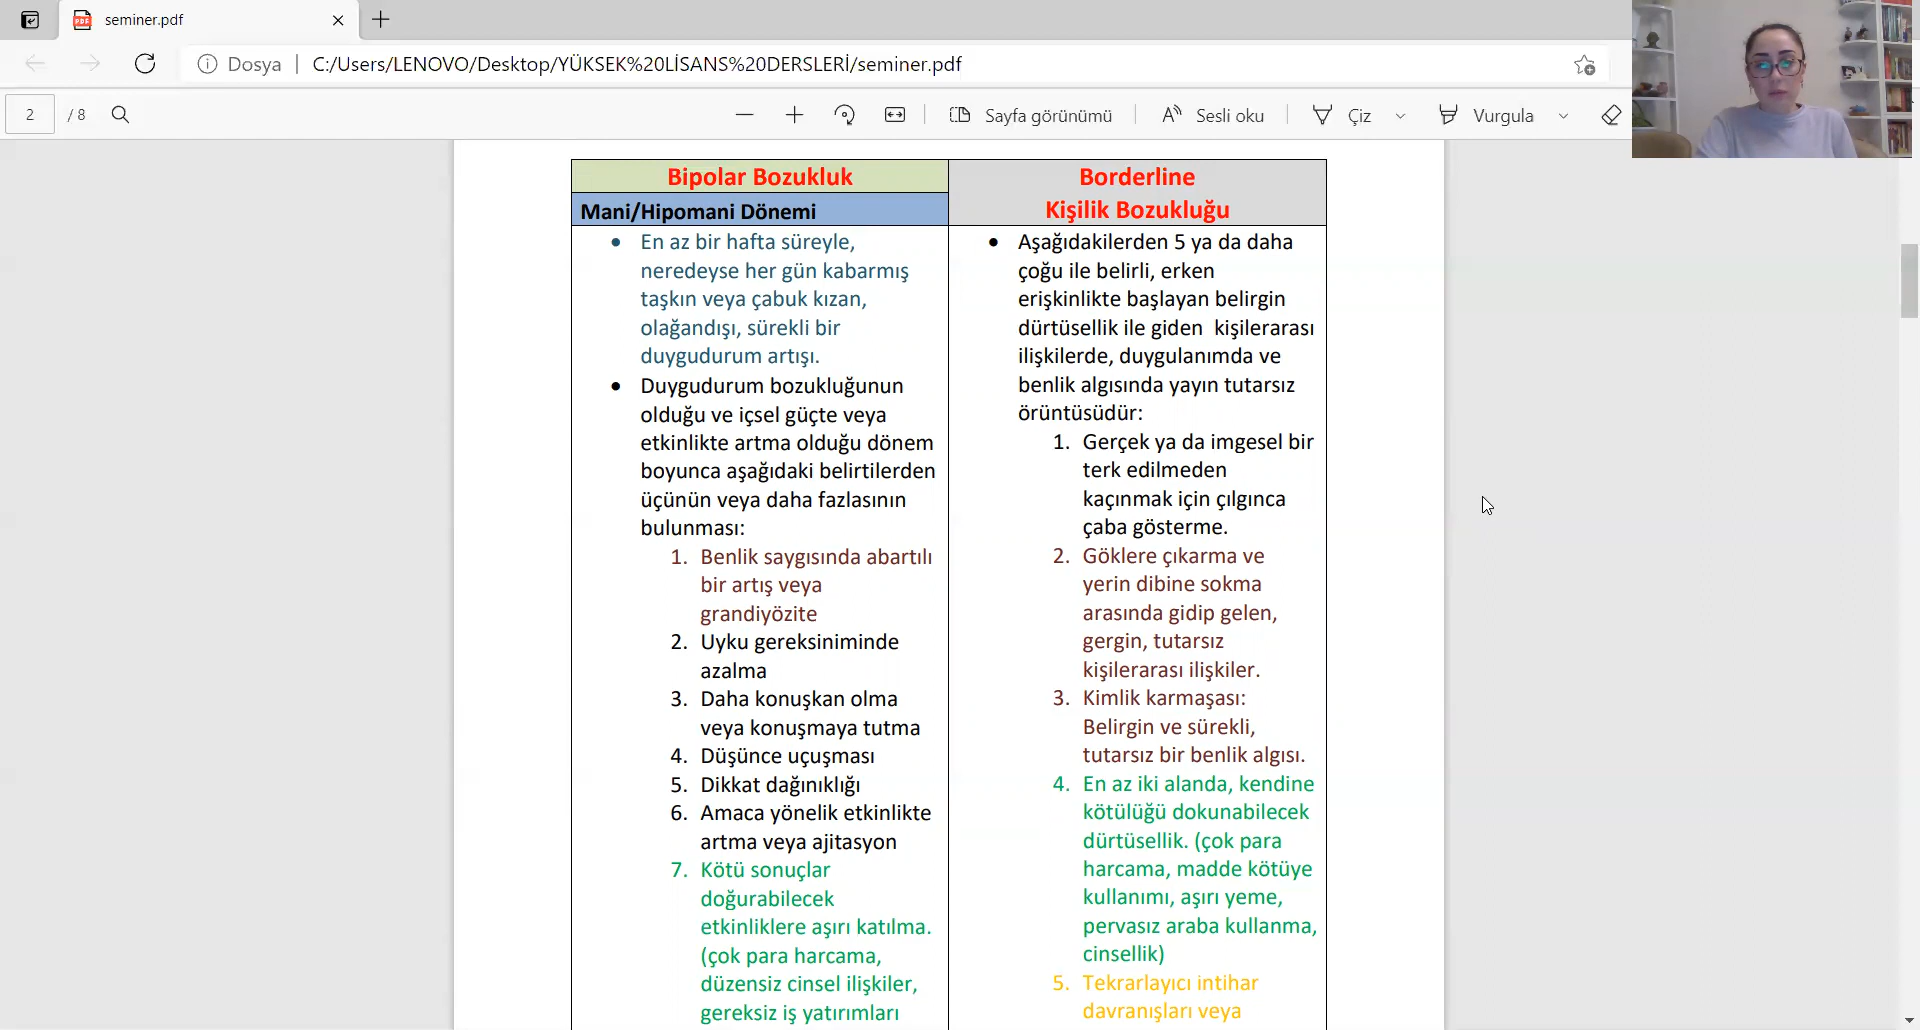 seminer.pdf
Dosya | C:/Users/LENOVO/Desktop/YÜKSEK%20LİSANS%20DERSLERİ/seminer.pdf
2 / 8 Sayfa görünümü Sesli oku Çiz Vurgula
Bipolar Bozukluk
Mani/Hipomani Dönemi
• En az bir hafta süreyle,
neredeyse her gün kabarmış
taşkın veya çabuk kızan,
olağandışı, sürekli bir
duygudurum artışı.
• Duygudurum bozukluğunun
olduğu ve içsel güçte veya
etkinlikte artma olduğu dönem
boyunca aşağıdaki belirtilerden
üçünün veya daha fazlasının
bulunması:
1. Benlik saygısında abartılı
bir artış veya
grandiyözite
2. Uyku gereksiniminde
azalma
3. Daha konuşkan olma
veya konuşmaya tutma
4. Düşünce uçuşması
5. Dikkat dağınıklığı
6. Amaca yönelik etkinlikte
artma veya ajitasyon
7. Kötü sonuçlar
doğurabilecek
etkinliklere aşırı katılma.
(çok para harcama,
düzensiz cinsel ilişkiler,
gereksiz iş yatırımları
Borderline
Kişilik Bozukluğu
• Aşağıdakilerden 5 ya da daha
çoğu ile belirli, erken
erişkinlikte başlayan belirgin
dürtüsellik ile giden kişilerarası
ilişkilerde, duygulanımda ve
benlik algısında yayın tutarsız
örüntüsüdür:
1. Gerçek ya da imgesel bir
terk edilmeden
kaçınmak için çılgınca
çaba gösterme.
2. Göklere çıkarma ve
yerin dibine sokma
arasında gidip gelen,
gergin, tutarsız
kişilerarası ilişkiler.
3. Kimlik karmaşası:
Belirgin ve sürekli,
tutarsız bir benlik algısı.
4. En az iki alanda, kendine
kötülüğü dokunabilecek
dürtüsellik. (çok para
harcama, madde kötüye
kullanımı, aşırı yeme,
pervasız araba kullanma,
cinsellik)
5. Tekrarlayıcı intihar
davranışları veya